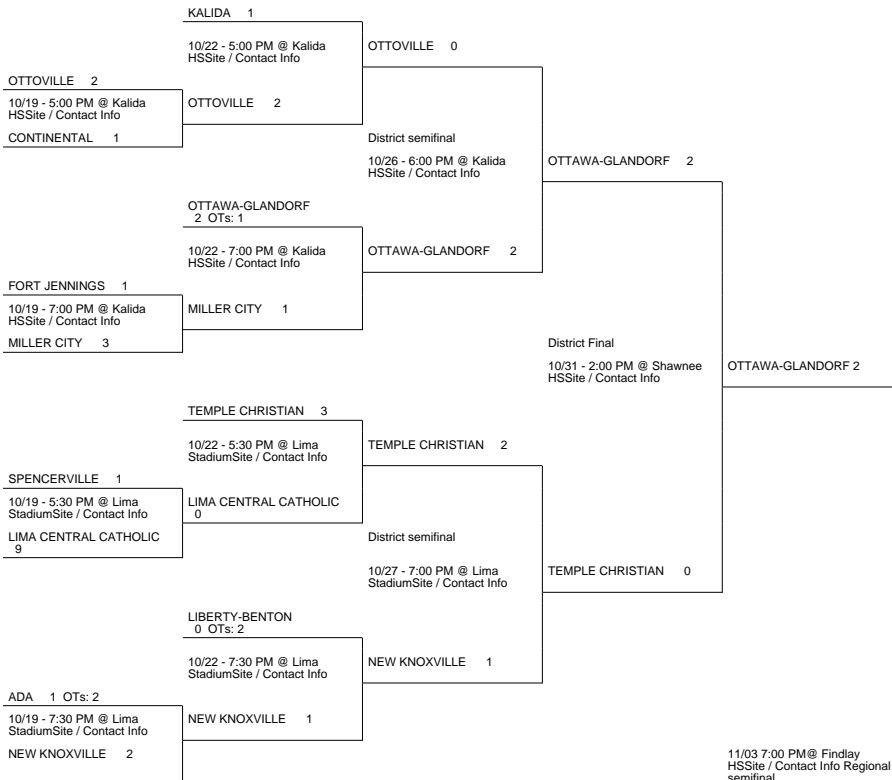 KALIDA 1
10/22 - 5:00 PM @ Kalida
HSSite / Contact Info
OTTOVILLE 0
OTTOVILLE 2
10/19 - 5:00 PM @ Kalida
HSSite / Contact Info
OTTOVILLE 2
CONTINENTAL 1
District semifinal
10/26 - 6:00 PM @ Kalida
HSSite / Contact Info
OTTAWA-GLANDORF 2
OTTAWA-GLANDORF
2 OTs: 1
10/22 - 7:00 PM @ Kalida
HSSite / Contact Info
OTTAWA-GLANDORF 2
FORT JENNINGS 1
10/19 - 7:00 PM @ Kalida
HSSite / Contact Info
MILLER CITY 1
MILLER CITY 3
District Final
10/31 - 2:00 PM @ Shawnee
HSSite / Contact Info
OTTAWA-GLANDORF 2
TEMPLE CHRISTIAN 3
10/22 - 5:30 PM @ Lima
StadiumSite / Contact Info
TEMPLE CHRISTIAN 2
SPENCERVILLE 1
10/19 - 5:30 PM @ Lima
StadiumSite / Contact Info
LIMA CENTRAL CATHOLIC
0
LIMA CENTRAL CATHOLIC
9
District semifinal
10/27 - 7:00 PM @ Lima
StadiumSite / Contact Info
TEMPLE CHRISTIAN 0
LIBERTY-BENTON
0 OTs: 2
10/22 - 7:30 PM @ Lima
StadiumSite / Contact Info
NEW KNOXVILLE 1
ADA 1 OTs: 2
10/19 - 7:30 PM @ Lima
StadiumSite / Contact Info
NEW KNOXVILLE 1
NEW KNOXVILLE 2
11/03 7:00 PM@ Findlay
HSSite / Contact Info Regional
semifinal